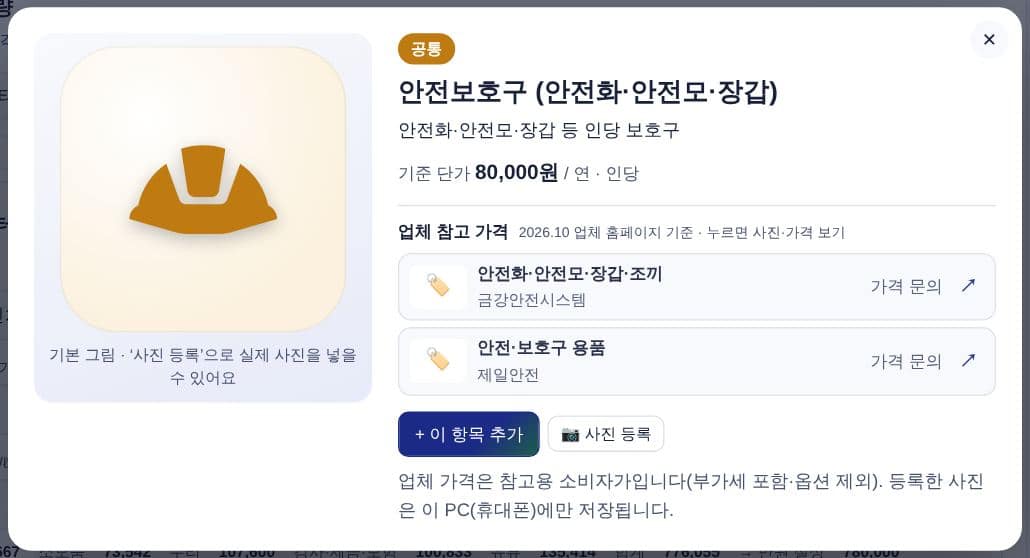 공통
안전보호구 (안전화·안전모·장갑)
안전화·안전모·장갑 등 인당 보호구
기준 단가 80,000원 / 연 · 인당
업체 참고 가격 2026.10 업체 홈페이지 기준 · 누르면 사진·가격 보기
안전화·안전모·장갑·조끼
금강안전시스템
가격 문의 ↗
안전·보호구 용품
제일안전
가격 문의 ↗
+ 이 항목 추가
사진 등록
업체 가격은 참고용 소비자가입니다(부가세 포함·옵션 제외). 등록한 사진
은 이 PC(휴대폰)에만 저장됩니다.
기본 그림 · ‘사진 등록’으로 실제 사진을 넣을
수 있어요